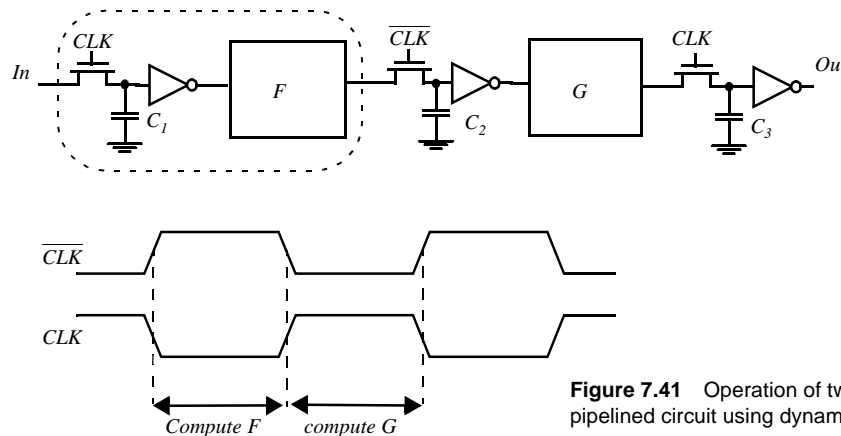 CLK
In
F
C1
CLK
G
C2
CLK
Ou
C3
CLK
CLK
Compute F
compute G
Figure 7.41 Operation of tw
pipelined circuit using dynam